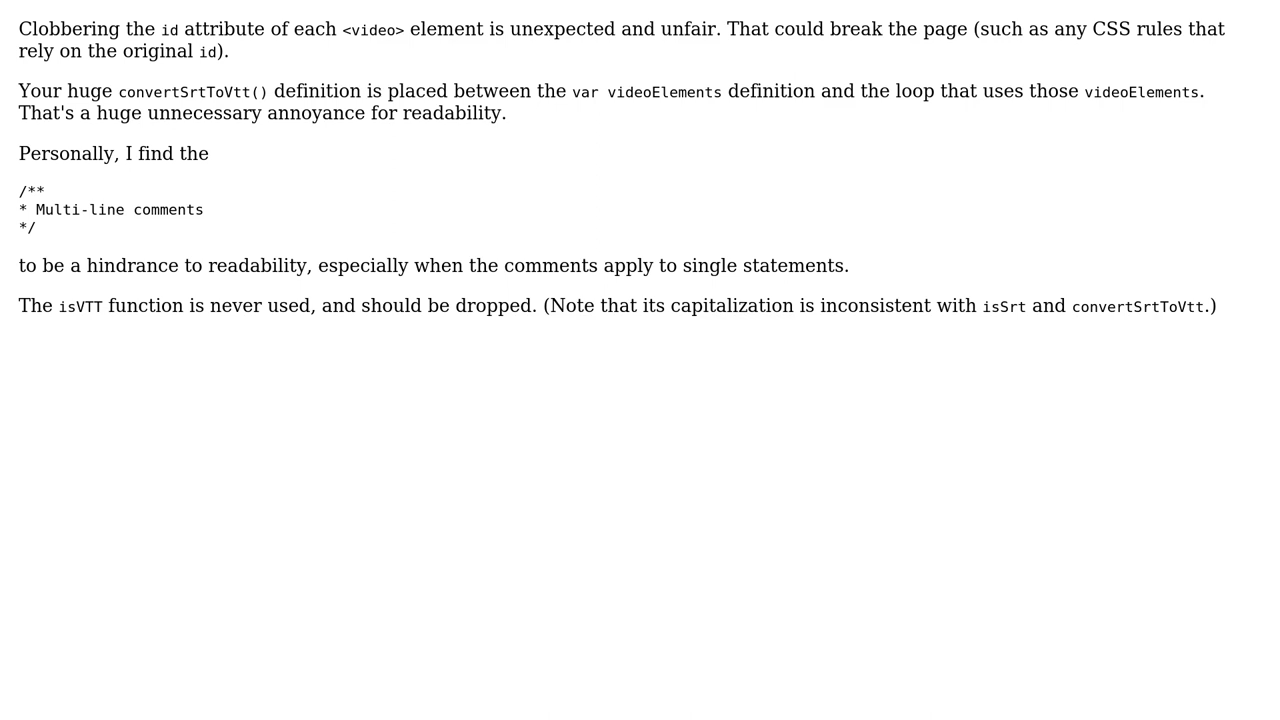 Clobbering the id attribute of each <video> element is unexpected and unfair. That could break the page (such as any CSS rules that
rely on the original id).
Your huge convertSrtToVtt() definition is placed between the var videoElements definition and the loop that uses those videoElements.
That's a huge unnecessary annoyance for readability.
Personally, I find the
/**
* Multi-line comments
*/
to be a hindrance to readability, especially when the comments apply to single statements.
The isVTT function is never used, and should be dropped. (Note that its capitalization is inconsistent with isSrt and convertSrtToVtt.)